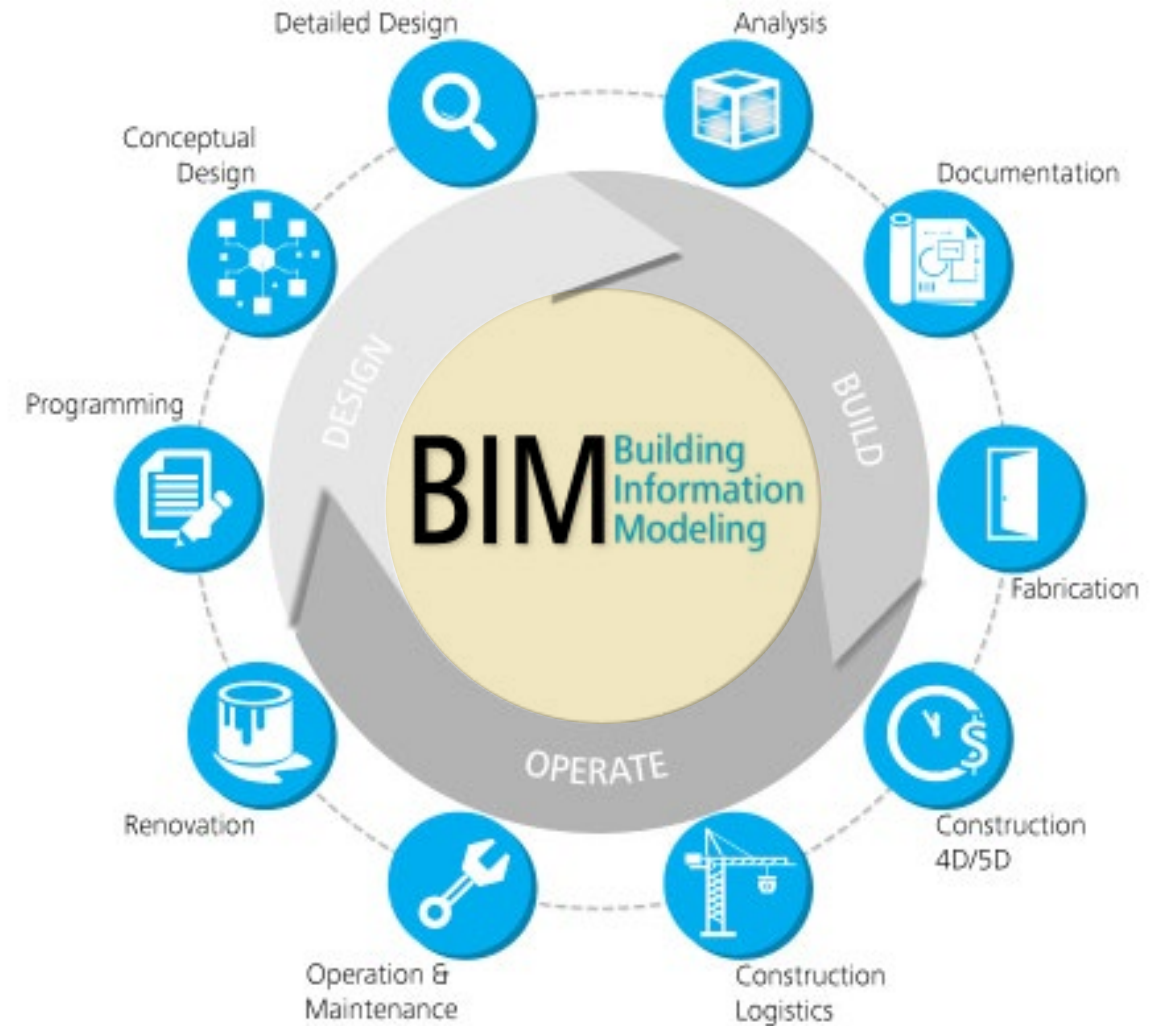 Detailed Design
Analysis
Conceptual
Design
Documentation
Programming
DESIGN
BUILD
BIM
Building
Information
Modeling
Fabrication
OPERATE
Renovation
Construction
4D/5D
Operation &
Maintenance
Construction
Logistics